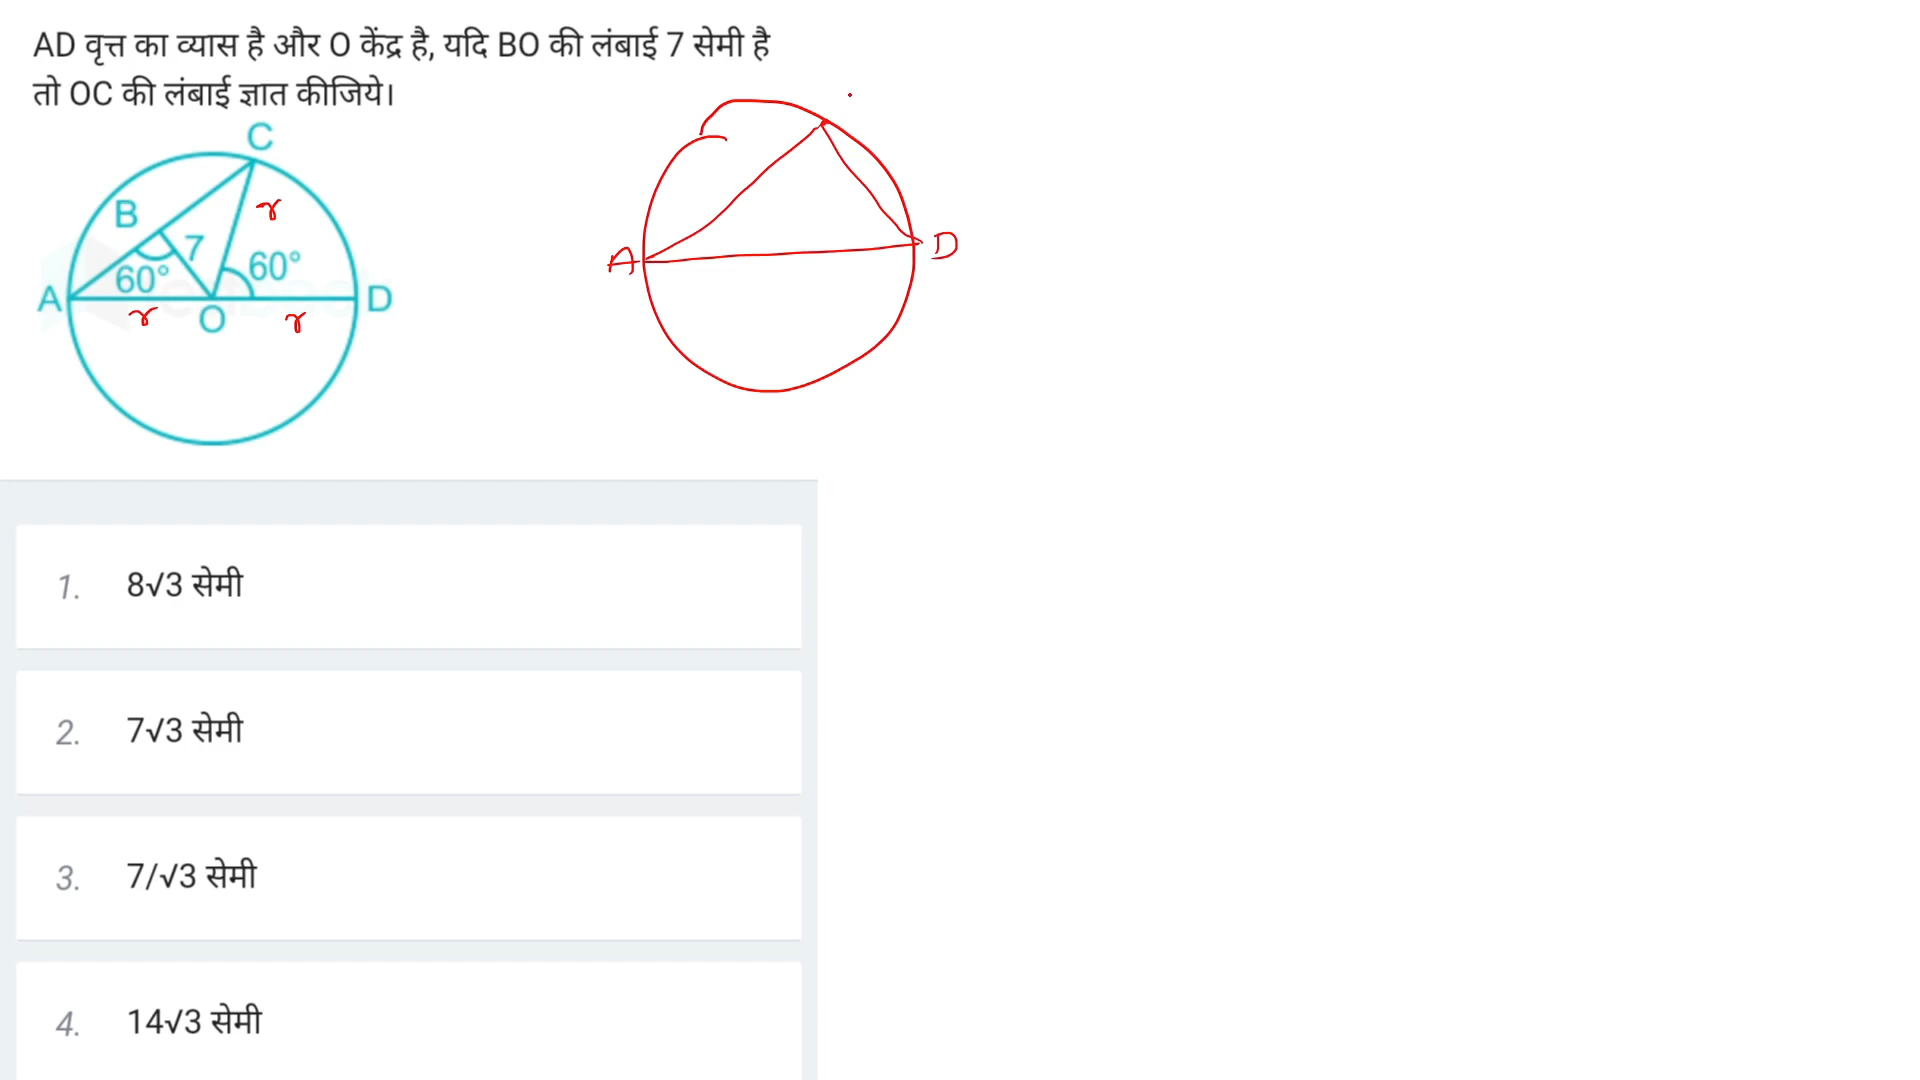 AD वृत्त का व्यास है और O केंद्र है, यदि BO की लंबाई 7 सेमी है
तो OC की लंबाई ज्ञात कीजिये।
C
B
7
60°
60°
A
O
D
r
r
r
A
D
1. 8√3 सेमी
2. 7√3 सेमी
3. 7/√3 सेमी
4. 14√3 सेमी